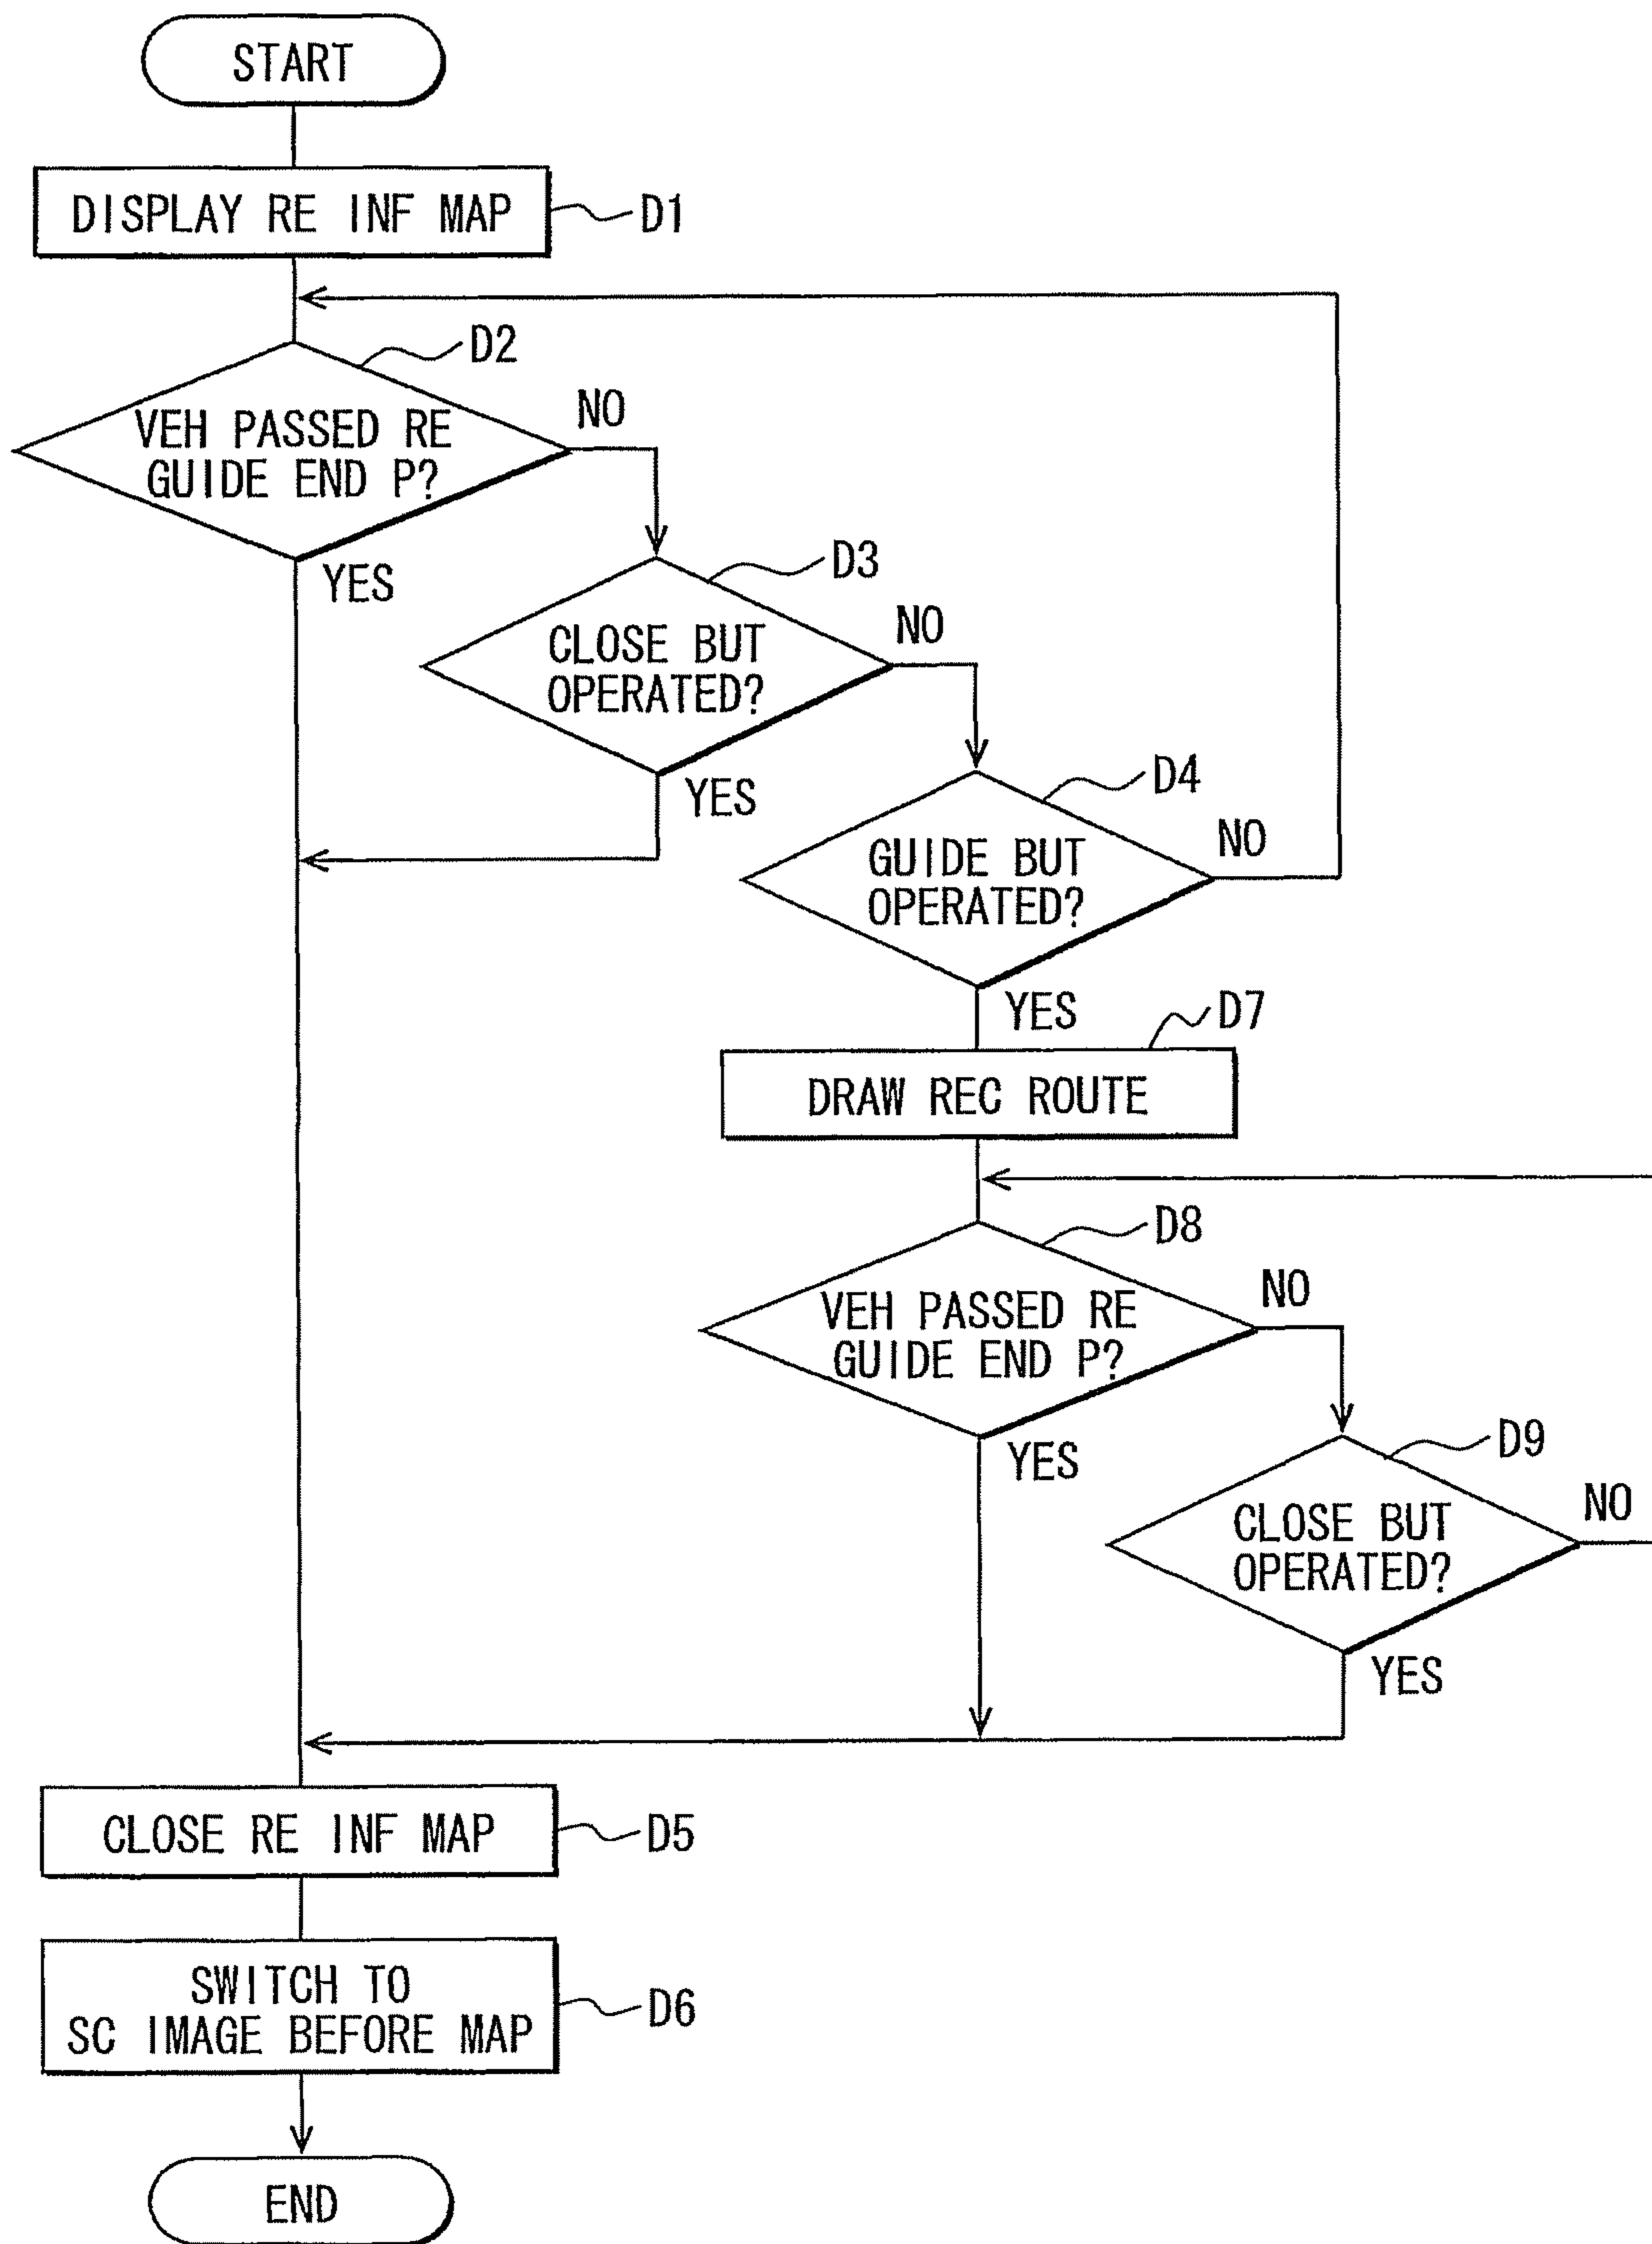 START
DISPLAY RE INF MAP
D1
D2
VEH PASSED RE
GUIDE END P?
NO
YES
D3
CLOSE BUT
OPERATED?
NO
YES
D4
GUIDE BUT
OPERATED?
NO
YES
D7
DRAW REC ROUTE
D8
VEH PASSED RE
GUIDE END P?
NO
YES
D9
CLOSE BUT
OPERATED?
NO
YES
CLOSE RE INF MAP
D5
SWITCH TO
SC IMAGE BEFORE MAP
D6
END